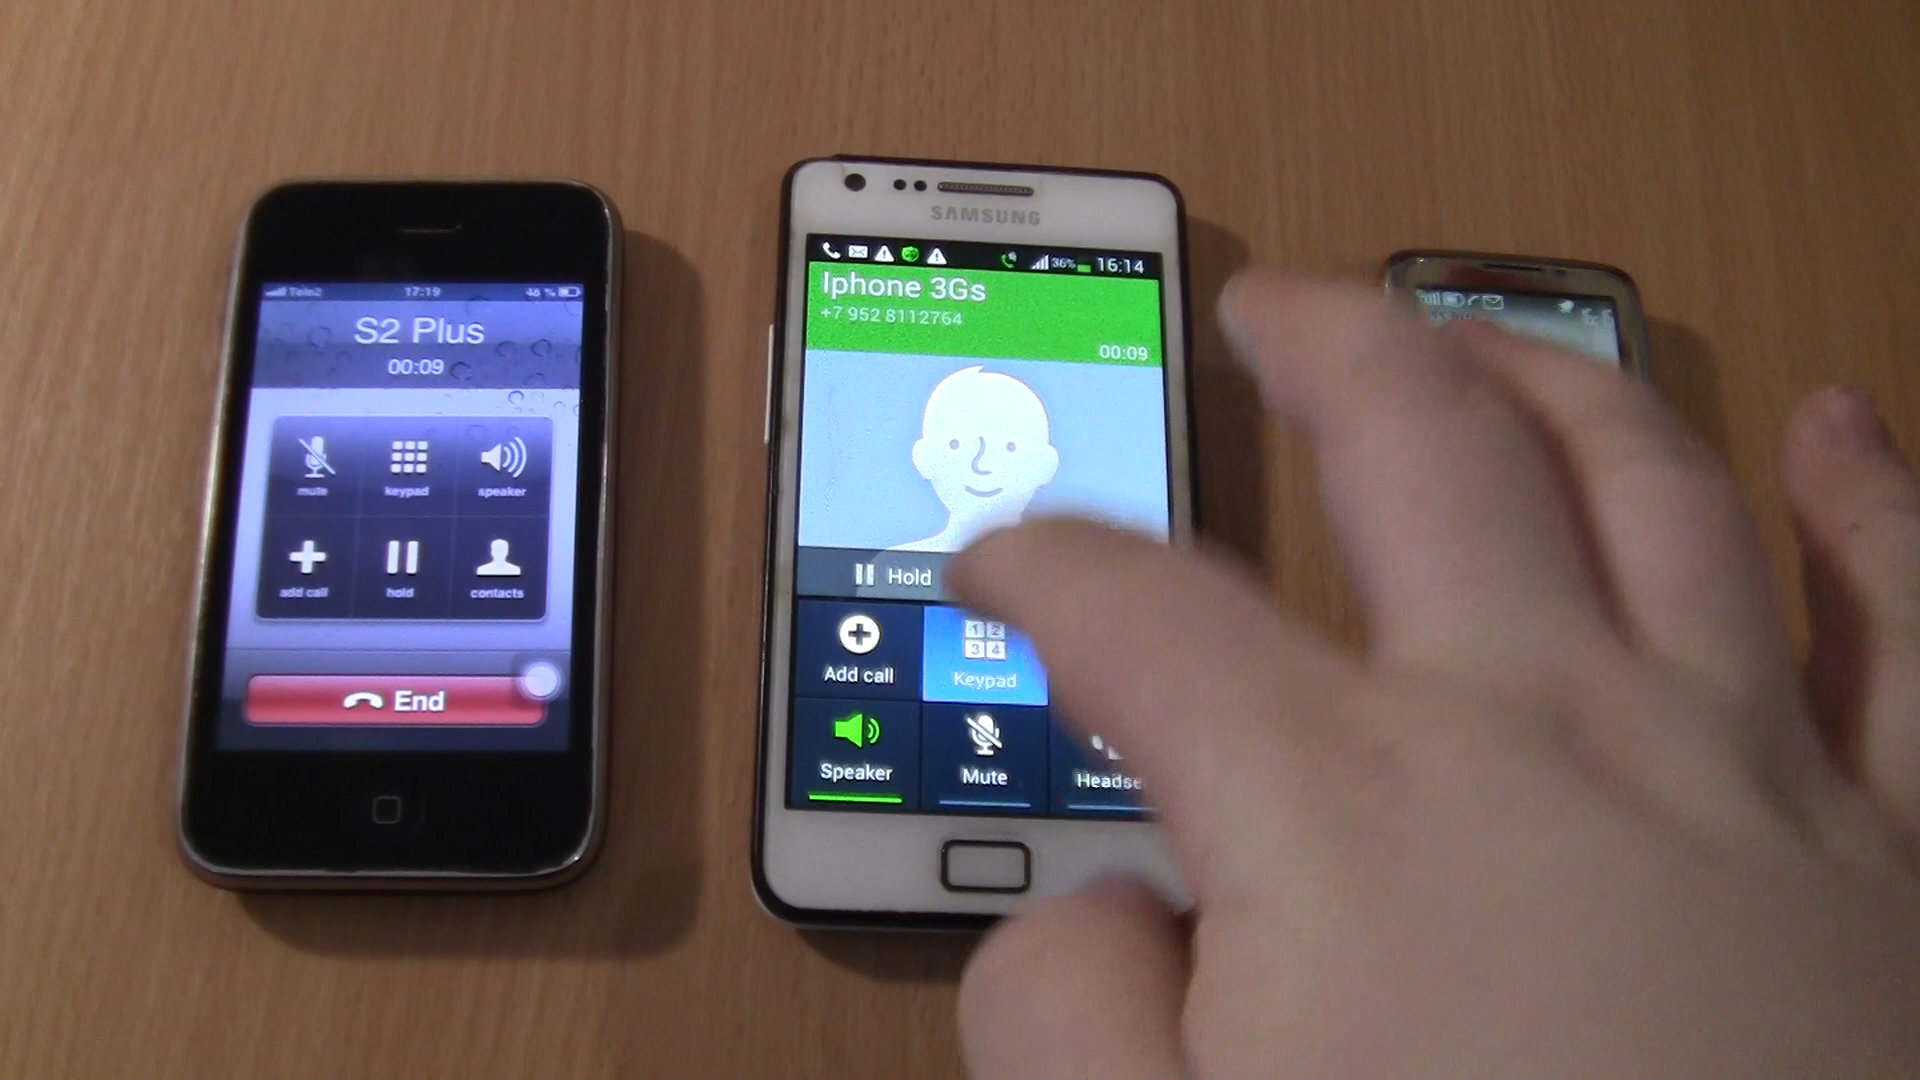 Tele2 17:19 48 %
S2 Plus
00:09
mute keypad speaker
add call hold contacts
End
SAMSUNG
36% 16:14
Iphone 3Gs
+7 952 8112764
00:09
Hold
1 2
3 4
Add call Keypad
Speaker Mute Headse